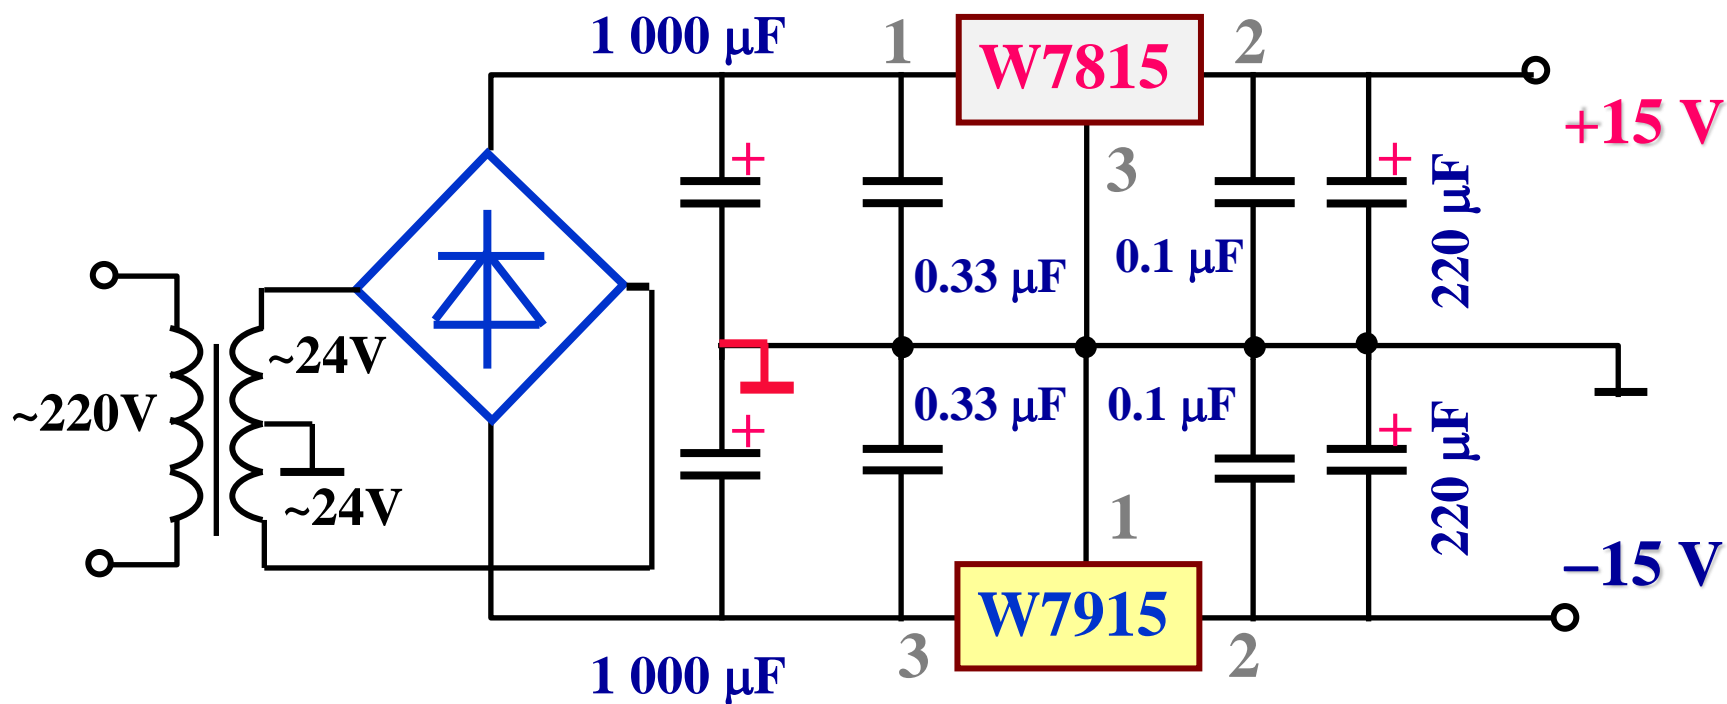 1 000 μF
1
W7815
2
+15 V
+
+
3
220 μF
0.33 μF
0.1 μF
~24V
~220V
0.33 μF
0.1 μF
+
+
220 μF
~24V
1
–15 V
W7915
3
2
1 000 μF